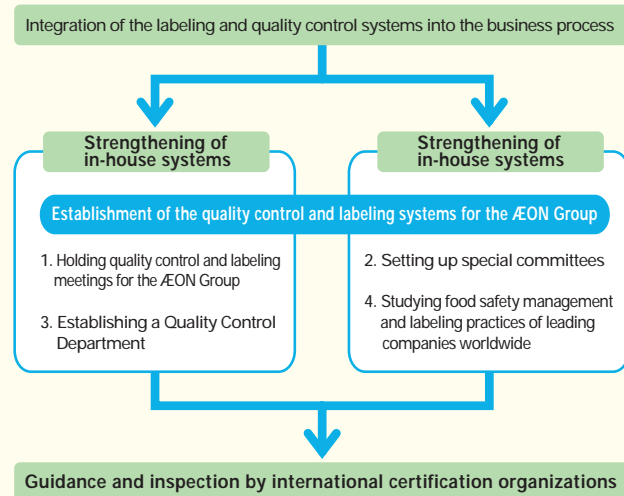 Integration of the labeling and quality control systems into the business process
Strengthening of
in-house systems
Strengthening of
in-house systems
Establishment of the quality control and labeling systems for the ÆON Group
1. Holding quality control and labeling
meetings for the ÆON Group
3. Establishing a Quality Control
Department
2. Setting up special committees
4. Studying food safety management
and labeling practices of leading
companies worldwide
Guidance and inspection by international certification organizations